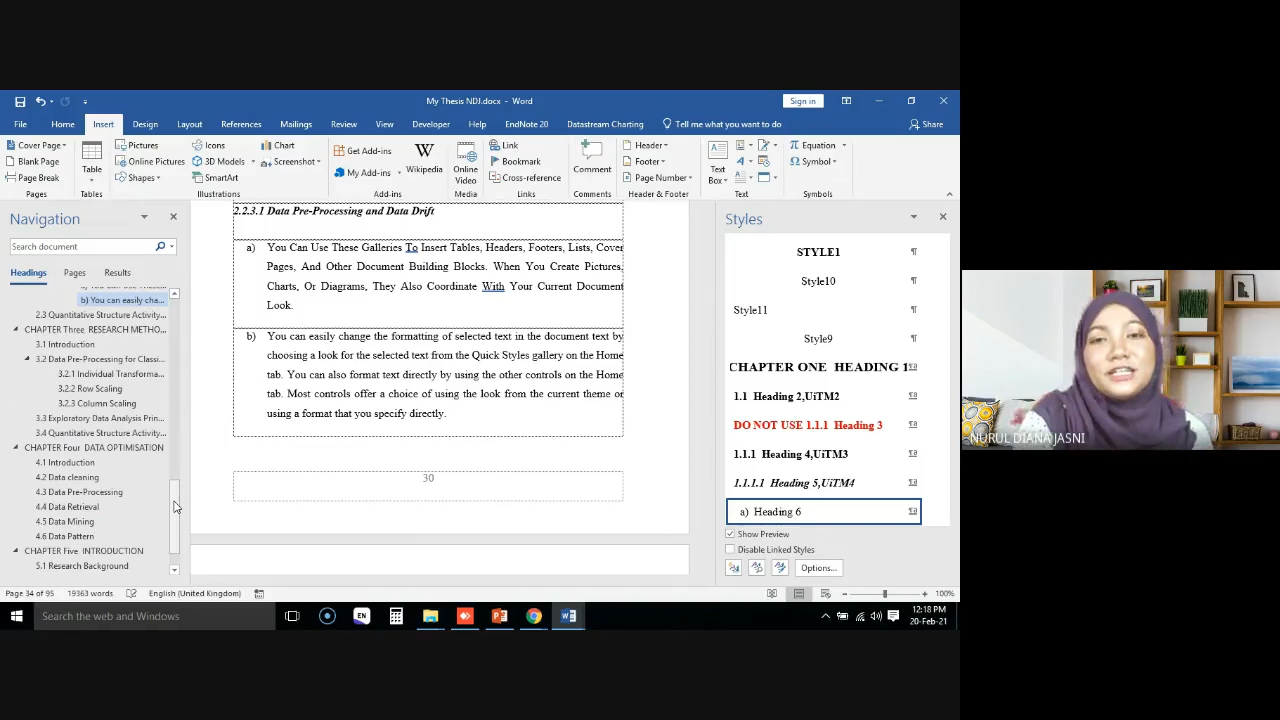 My Thesis NDJ.docx - Word
Sign in
File Home Insert Design Layout References Mailings Review View Developer Help EndNote 20 Datastream Charting Tell me what you want to do Share
Cover Page
Blank Page
Page Break
Pages
Table
Tables
Pictures
Online Pictures
Shapes
Icons
3D Models
SmartArt
Chart
Screenshot
Illustrations
Get Add-ins
My Add-ins
Wikipedia
Add-ins
Online
Video
Media
Link
Bookmark
Cross-reference
Links
Comment
Comments
Header
Footer
Page Number
Header & Footer
Text
Box
Text
Equation
Symbol
Symbols
Navigation
Search document
Headings Pages Results
b) You can easily cha...
2.3 Quantitative Structure Activity...
CHAPTER Three RESEARCH METHO...
3.1 Introduction
3.2 Data Pre-Processing for Classi...
3.2.1 Individual Transforma...
3.2.2 Row Scaling
3.2.3 Column Scaling
3.3 Exploratory Data Analysis Prin...
3.4 Quantitative Structure Activity...
CHAPTER Four DATA OPTIMISATION
4.1 Introduction
4.2 Data cleaning
4.3 Data Pre-Processing
4.4 Data Retrieval
4.5 Data Mining
4.6 Data Pattern
CHAPTER Five INTRODUCTION
5.1 Research Background
2.2.3.1 Data Pre-Processing and Data Drift
a) You Can Use These Galleries To Insert Tables, Headers, Footers, Lists, Cover
Pages, And Other Document Building Blocks. When You Create Pictures,
Charts, Or Diagrams, They Also Coordinate With Your Current Document
Look.
b) You can easily change the formatting of selected text in the document text by
choosing a look for the selected text from the Quick Styles gallery on the Home
tab. You can also format text directly by using the other controls on the Home
tab. Most controls offer a choice of using the look from the current theme or
using a format that you specify directly.
30
Styles
STYLE1
Style10
Style11
Style9
CHAPTER ONE HEADING 1
1.1 Heading 2,UiTM2
DO NOT USE 1.1.1 Heading 3
1.1.1 Heading 4,UiTM3
1.1.1.1 Heading 5,UiTM4
a) Heading 6
Show Preview
Disable Linked Styles
Options...
NURUL DIANA JASNI
Page 34 of 95 19363 words English (United Kingdom) 100%
Search the web and Windows
EN
12:18 PM
20-Feb-21